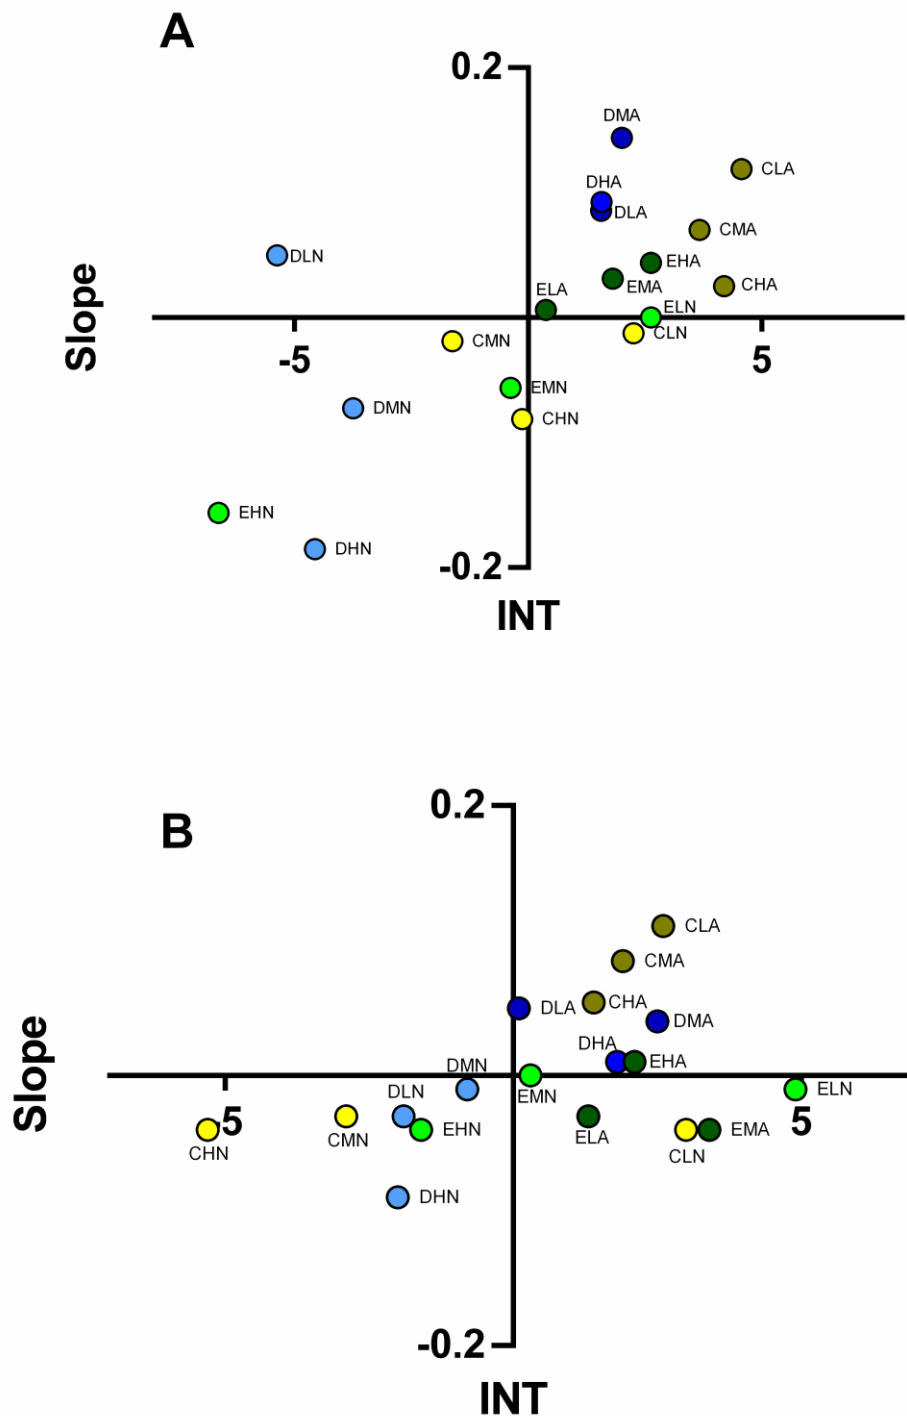 A
0.2
DMA
CLA
DHA
DLA
CMA
DLN
EHA
EMA
CHA
ELA
ELN
Slope
-5
CMN
CLN
5
EMN
DMN
CHN
EHN
DHN
-0.2
INT
0.2
B
CLA
CMA
DLA
CHA
DMA
DHA
EHA
DMN
Slope
DLN
EMN
ELN
-5
CHN
CMN
EHN
ELA
CLN
EMA
5
DHN
-0.2
INT